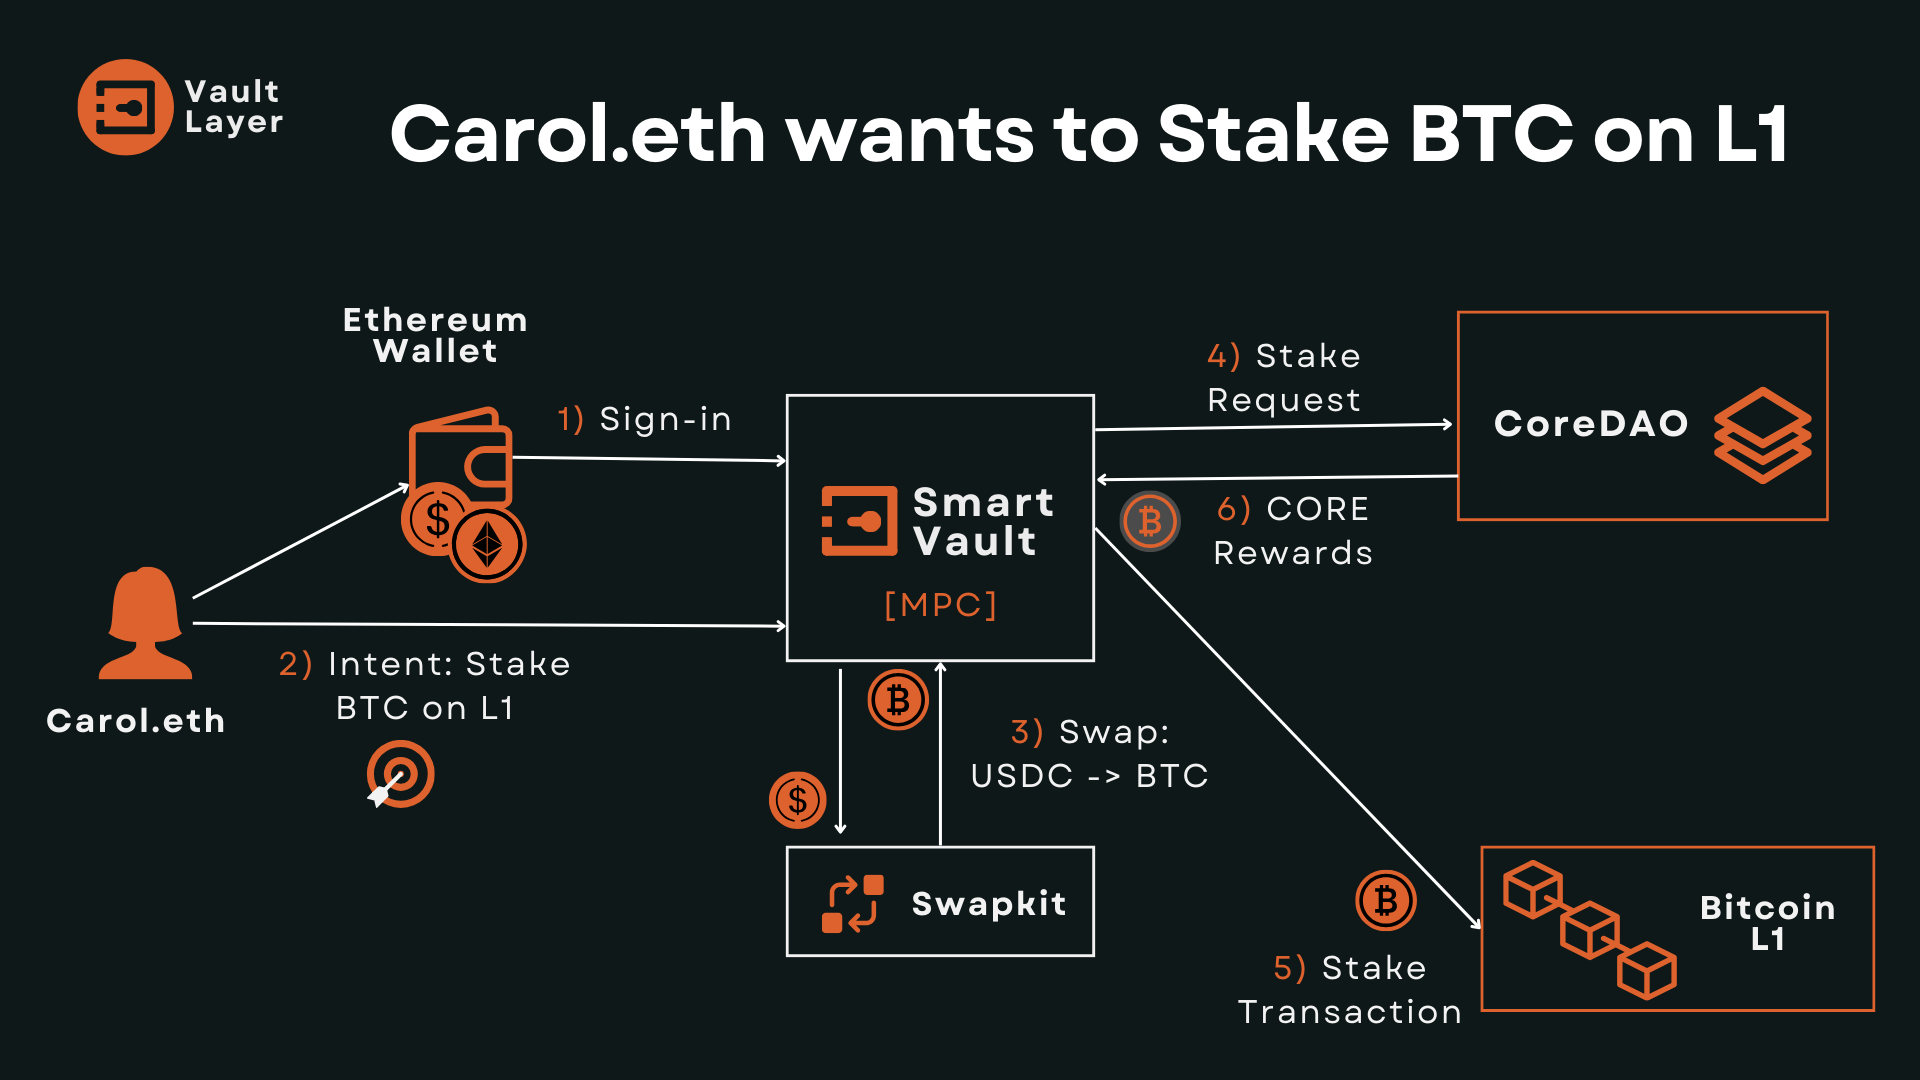 Vault
Layer
Carol.eth wants to Stake BTC on L1
Ethereum
Wallet
1) Sign-in
Carol.eth
2) Intent: Stake
BTC on L1
Smart
Vault
[MPC]
3) Swap:
USDC -> BTC
Swapkit
4) Stake
Request
CoreDAO
6) CORE
Rewards
5) Stake
Transaction
Bitcoin
L1